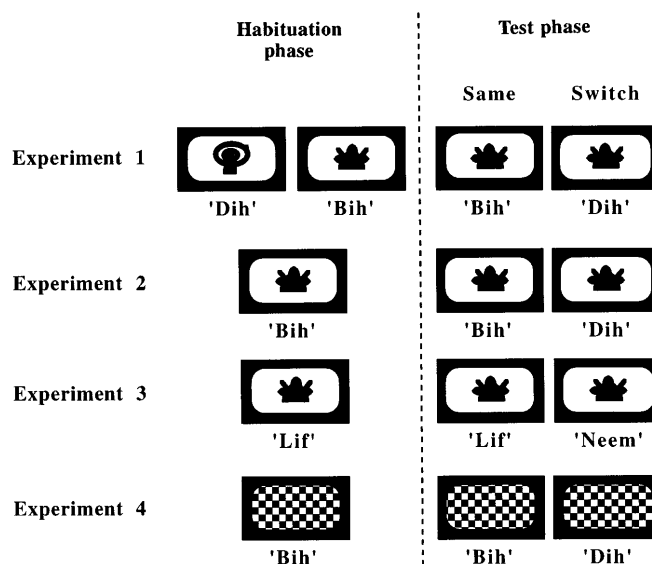 Habituation
phase
Test phase
Same Switch
Experiment 1
'Dih' 'Bih' 'Bih' 'Dih'
Experiment 2
'Bih' 'Bih' 'Dih'
Experiment 3
'Lif' 'Lif' 'Neem'
Experiment 4
'Bih' 'Bih' 'Dih'